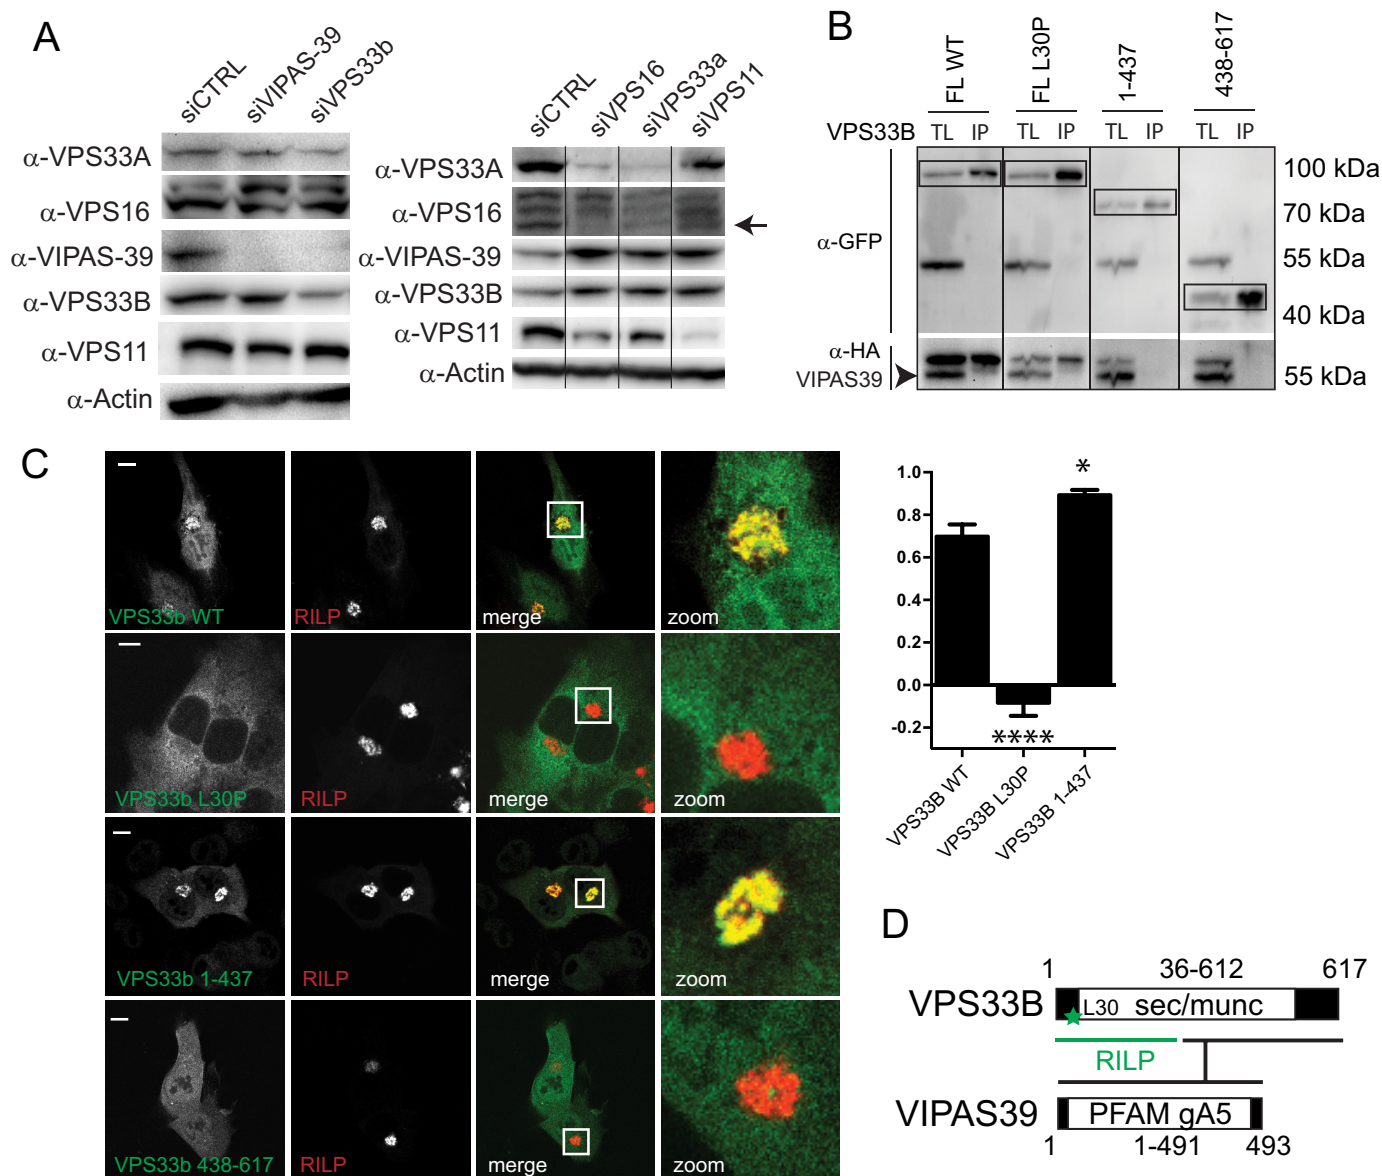 A
siCTRL
siVIPAS-39
siVPS33b
α-VPS33A
α-VPS16
α-VIPAS-39
α-VPS33B
α-VPS11
α-Actin
siCTRL
siVPS16
siVPS33a
siVPS11
α-VPS33A
α-VPS16
α-VIPAS-39
α-VPS33B
α-VPS11
α-Actin
B
FL WT
FL L30P
1-437
438-617
VPS33B TL IP TL IP TL IP TL IP
α-GFP
100 kDa
70 kDa
55 kDa
40 kDa
α-HA
VIPAS39
55 kDa
C
VPS33b WT RILP merge zoom
VPS33b L30P RILP merge zoom
VPS33b 1-437 RILP merge zoom
VPS33b 438-617 RILP merge zoom
1.0
0.8
0.6
0.4
0.2
0.0
-0.2
*
****
VPS33B WT
VPS33B L30P
VPS33B 1-437
D
1 36-612 617
VPS33B L30 sec/munc
RILP
VIPAS39 PFAM gA5
1 1-491 493